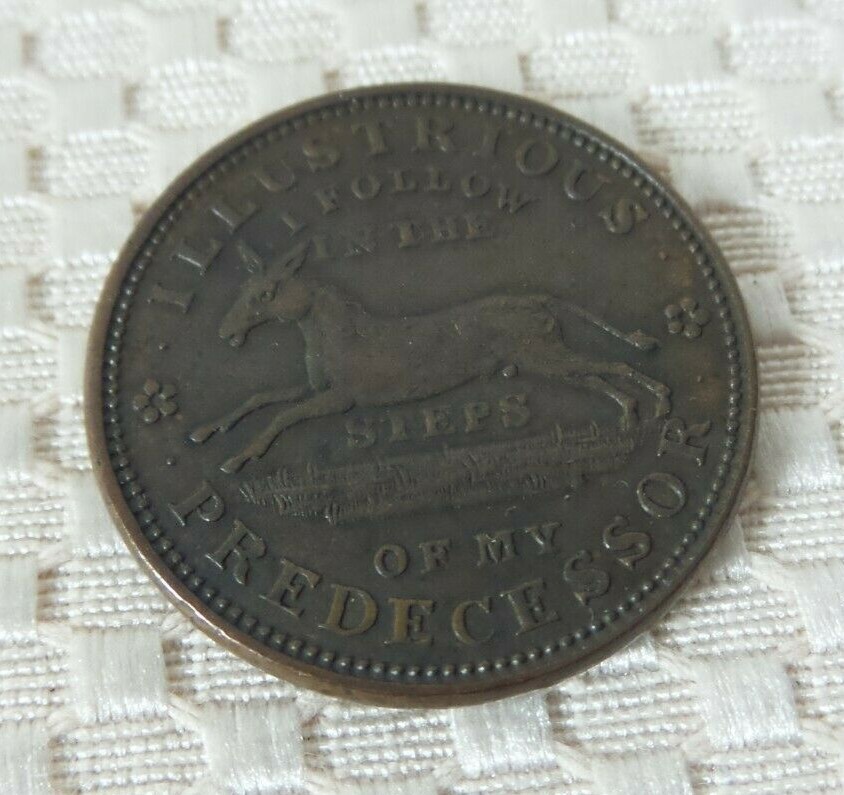 ILLUSTRIOUS
I FOLLOW
IN THE
STEPS
OF MY
PREDECESSOR